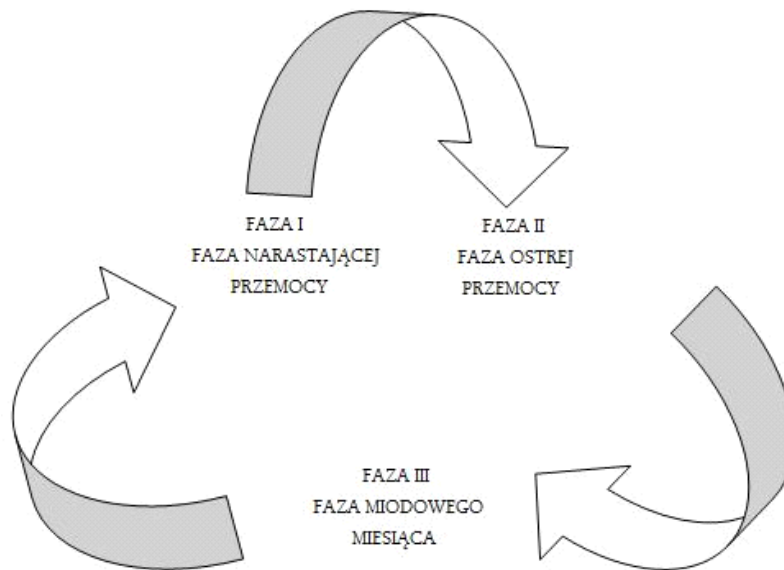 FAZA I
FAZA NARASTAJĄCEJ
PRZEMOCY
FAZA II
FAZA OSTREJ
PRZEMOCY
FAZA III
FAZA MIODOWEGO
MIESIĄCA